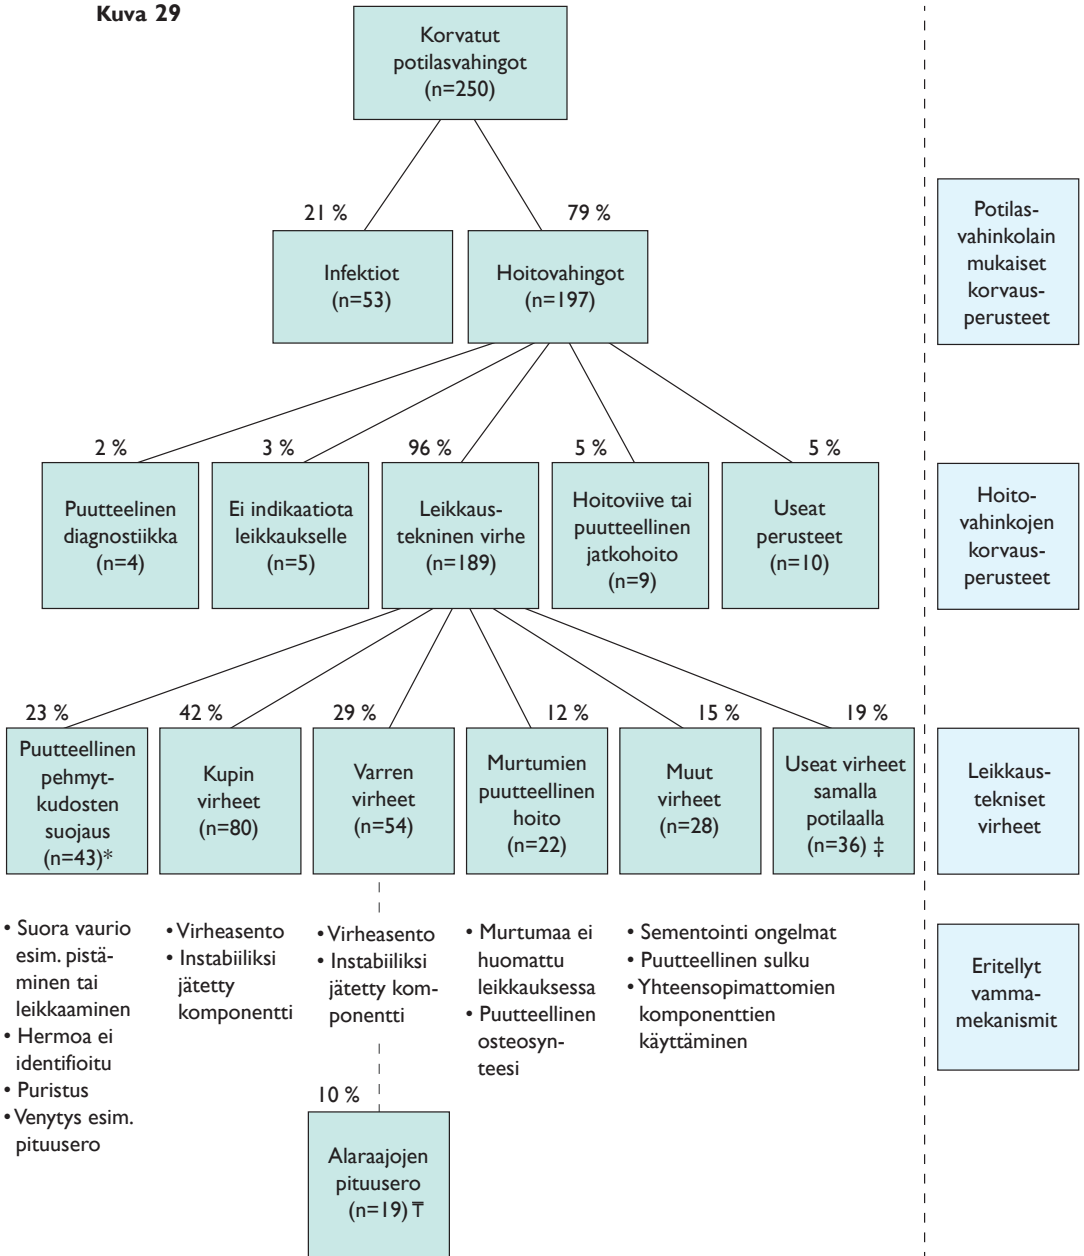 Kuva 29
Korvatut
potilasvahingot
(n=250)
21 %
79 %
Infektiot
(n=53)
Hoitovahingot
(n=197)
Potilas-
vahinkolain
mukaiset
korvaus-
perusteet
2 %
3 %
96 %
5 %
5 %
Puutteelinen
diagnostiikka
(n=4)
Ei indikaatiota
leikkaukselle
(n=5)
Leikkaus-
tekninen virhe
(n=189)
Hoitoviive tai
puutteellinen
jatkohoito
(n=9)
Useat
perusteet
(n=10)
Hoito-
vahinkojen
korvaus-
perusteet
23 %
42 %
29 %
12 %
15 %
19 %
Puutteellinen
pehmyt-
kudosten
suojaus
(n=43)*
Kupin
virheet
(n=80)
Varren
virheet
(n=54)
Murtumien
puutteellinen
hoito
(n=22)
Muut
virheet
(n=28)
Useat virheet
samalla
potilaalla
(n=36) ‡
Leikkaus-
tekniset
virheet
• Suora vaurio
esim. pistä-
minen tai
leikkaaminen
• Hermoa ei
identifioitu
• Puristus
• Venytys esim.
pituusero
• Virheasento
• Instabiiliksi
jätetty
komponentti
• Virheasento
• Instabiiliksi
jätetty kom-
ponentti
• Murtumaa ei
huomattu
leikkauksessa
• Puutteellinen
osteosyn-
teesi
• Sementointi ongelmat
• Puutteellinen sulku
• Yhteensopimattomien
komponenttien
käyttäminen
Eritellyt
vamma-
mekanismit
10 %
Alaraajojen
pituusero
(n=19) ₸